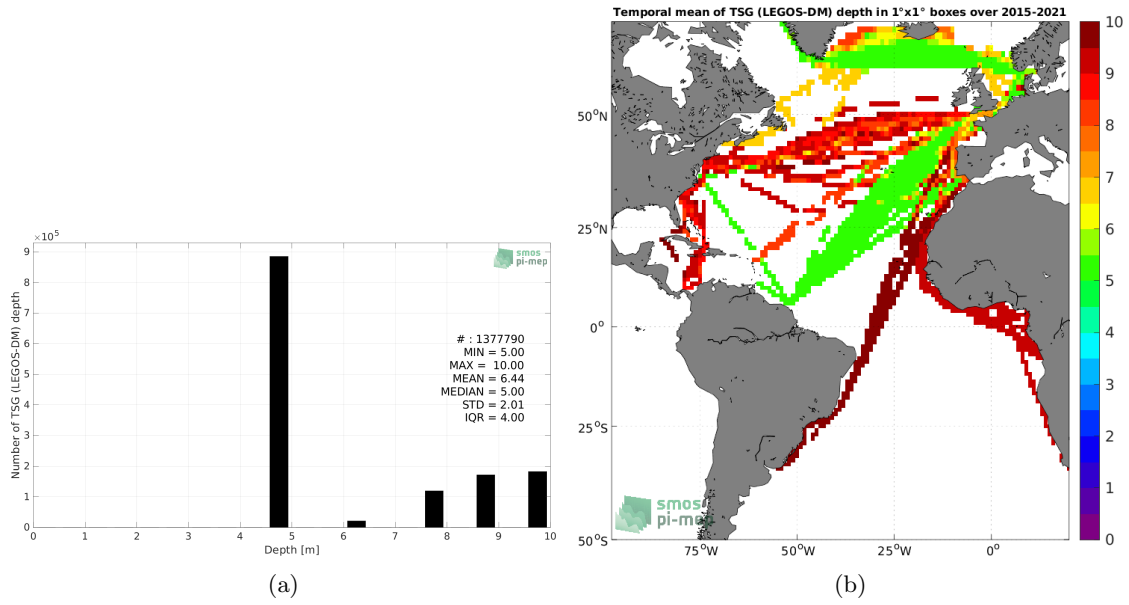 ×10⁵
9
8
7
6
5
4
3
2
1
0
Number of TSG (LEGOS-DM) depth
smos
pi-mep
# : 1377790
MIN = 5.00
MAX = 10.00
MEAN = 6.44
MEDIAN = 5.00
STD = 2.01
IQR = 4.00
0 1 2 3 4 5 6 7 8 9 10
Depth [m]
(a)
Temporal mean of TSG (LEGOS-DM) depth in 1°x1° boxes over 2015-2021
50°N
25°N
0°
25°S
50°S
75°W 50°W 25°W 0°
smos
pi-mep
10
9
8
7
6
5
4
3
2
1
0
(b)